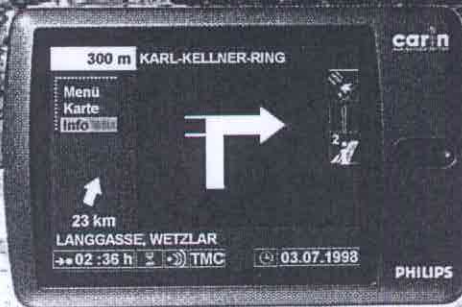 carin
300 m KARL-KELLNER-RING
Menü
Karte
Info
2
23 km
LANGGASSE, WETZLAR
02:36 h TMC 03.07.1998
PHILIPS